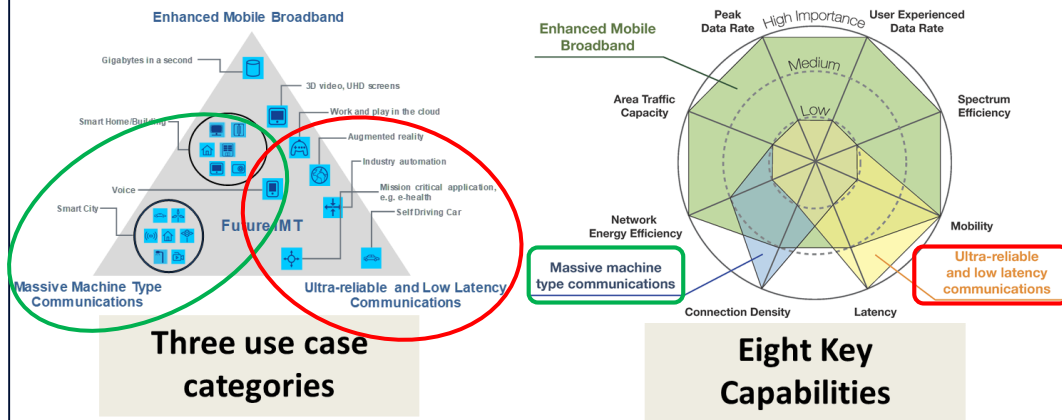 Enhanced Mobile Broadband
Gigabytes in a second
3D video, UHD screens
Work and play in the cloud
Smart Home/Building
Augmented reality
Industry automation
Voice
Mission critical application,
e.g. e-health
Smart City
Self Driving Car
Future IMT
Massive Machine Type
Communications
Ultra-reliable and Low Latency
Communications
Three use case
categories
Peak
Data Rate
High Importance
User Experienced
Data Rate
Enhanced Mobile
Broadband
Medium
Area Traffic
Capacity
Low
Spectrum
Efficiency
Network
Energy Efficiency
Mobility
Massive machine
type communications
Ultra-reliable
and low latency
communications
Connection Density
Latency
Eight Key
Capabilities